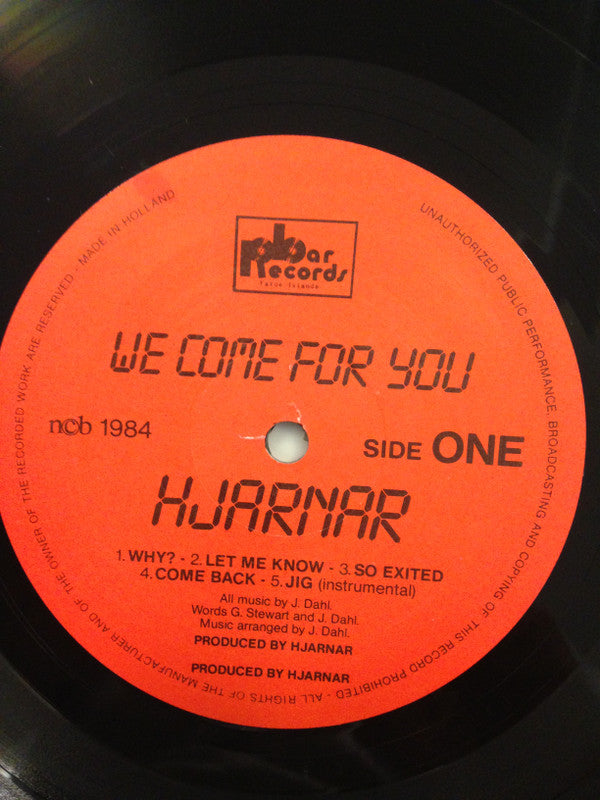 Records
Faroe Islands
WE COME FOR YOU
ncb 1984
SIDE ONE
HJARNAR
1. WHY? - 2. LET ME KNOW - 3. SO EXITED
4. COME BACK - 5. JIG (instrumental)
All music by J. Dahl.
Words G. Stewart and J. Dahl.
Music arranged by J. Dahl.
PRODUCED BY HJARNAR
PRODUCED BY HJARNAR
UNAUTHORIZED PUBLIC PERFORMANCE, BROADCASTING AND COPYING OF THIS RECORD PROHIBITED - ALL RIGHTS OF THE MANUFACTURER AND OF THE OWNER OF THE RECORDED WORK ARE RESERVED - MADE IN HOLLAND